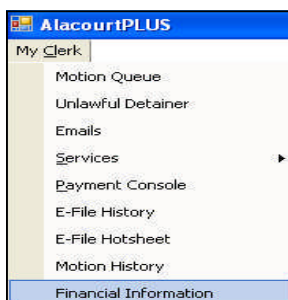 AlacourtPLUS
My Clerk
Motion Queue
Unlawful Detainer
Emails
Services
Payment Console
E-File History
E-File Hotsheet
Motion History
Financial Information